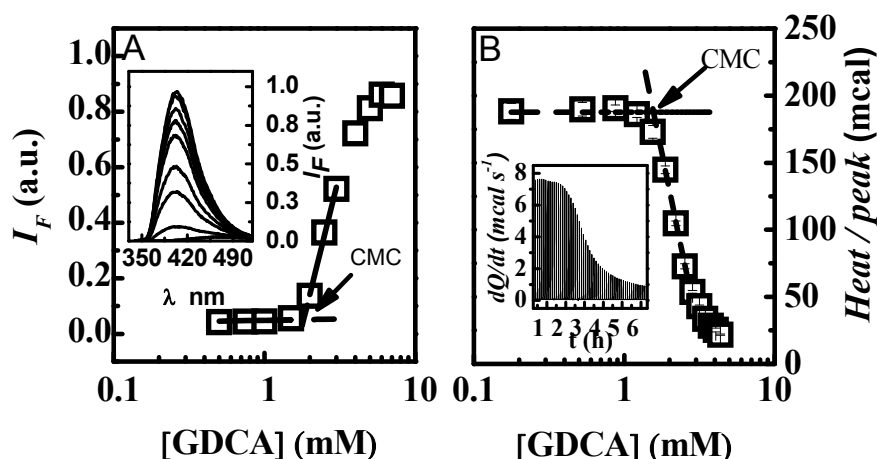 A
1.0
0.8
0.6
0.4
0.2
0.0
I_F (a.u.)
1.0
0.8
0.5
0.3
0.0
I_F (a.u.)
350 420 490
λ nm
CMC
0.1 1 10
[GDCA] (mM)
B
CMC
250
200
150
100
50
0
Heat / peak (mcal)
8
6
4
2
0
dQ/dt (mcal s⁻¹)
1 2 3 4 5 6
t (h)
0.1 1 10
[GDCA] (mM)